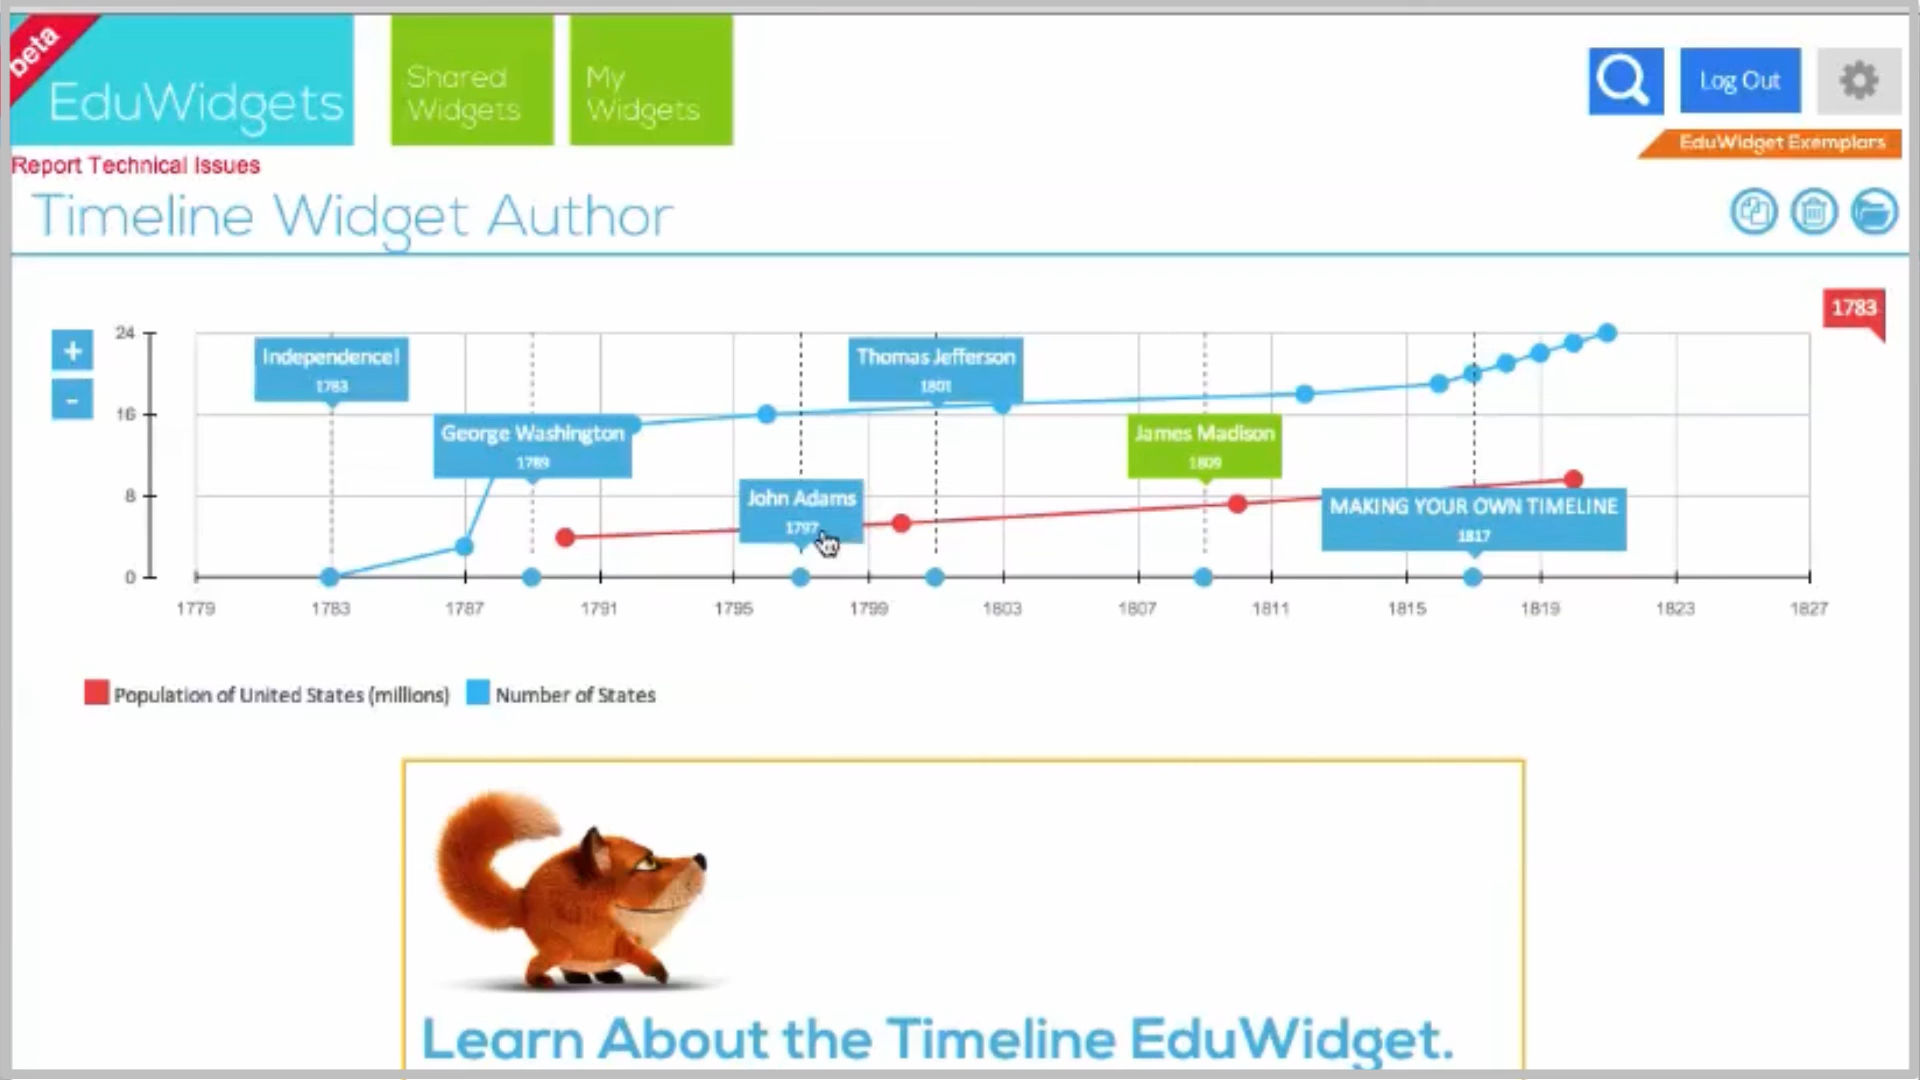 beta
EduWidgets
Shared
Widgets
My
Widgets
Log Out
EduWidget Exemplars
Report Technical Issues
Timeline Widget Author
1783
+
-
24
16
8
0
Independence!
1783
George Washington
1789
John Adams
1797
Thomas Jefferson
1801
James Madison
1809
MAKING YOUR OWN TIMELINE
1817
1779 1783 1787 1791 1795 1799 1803 1807 1811 1815 1819 1823 1827
Population of United States (millions) Number of States
Learn About the Timeline EduWidget.